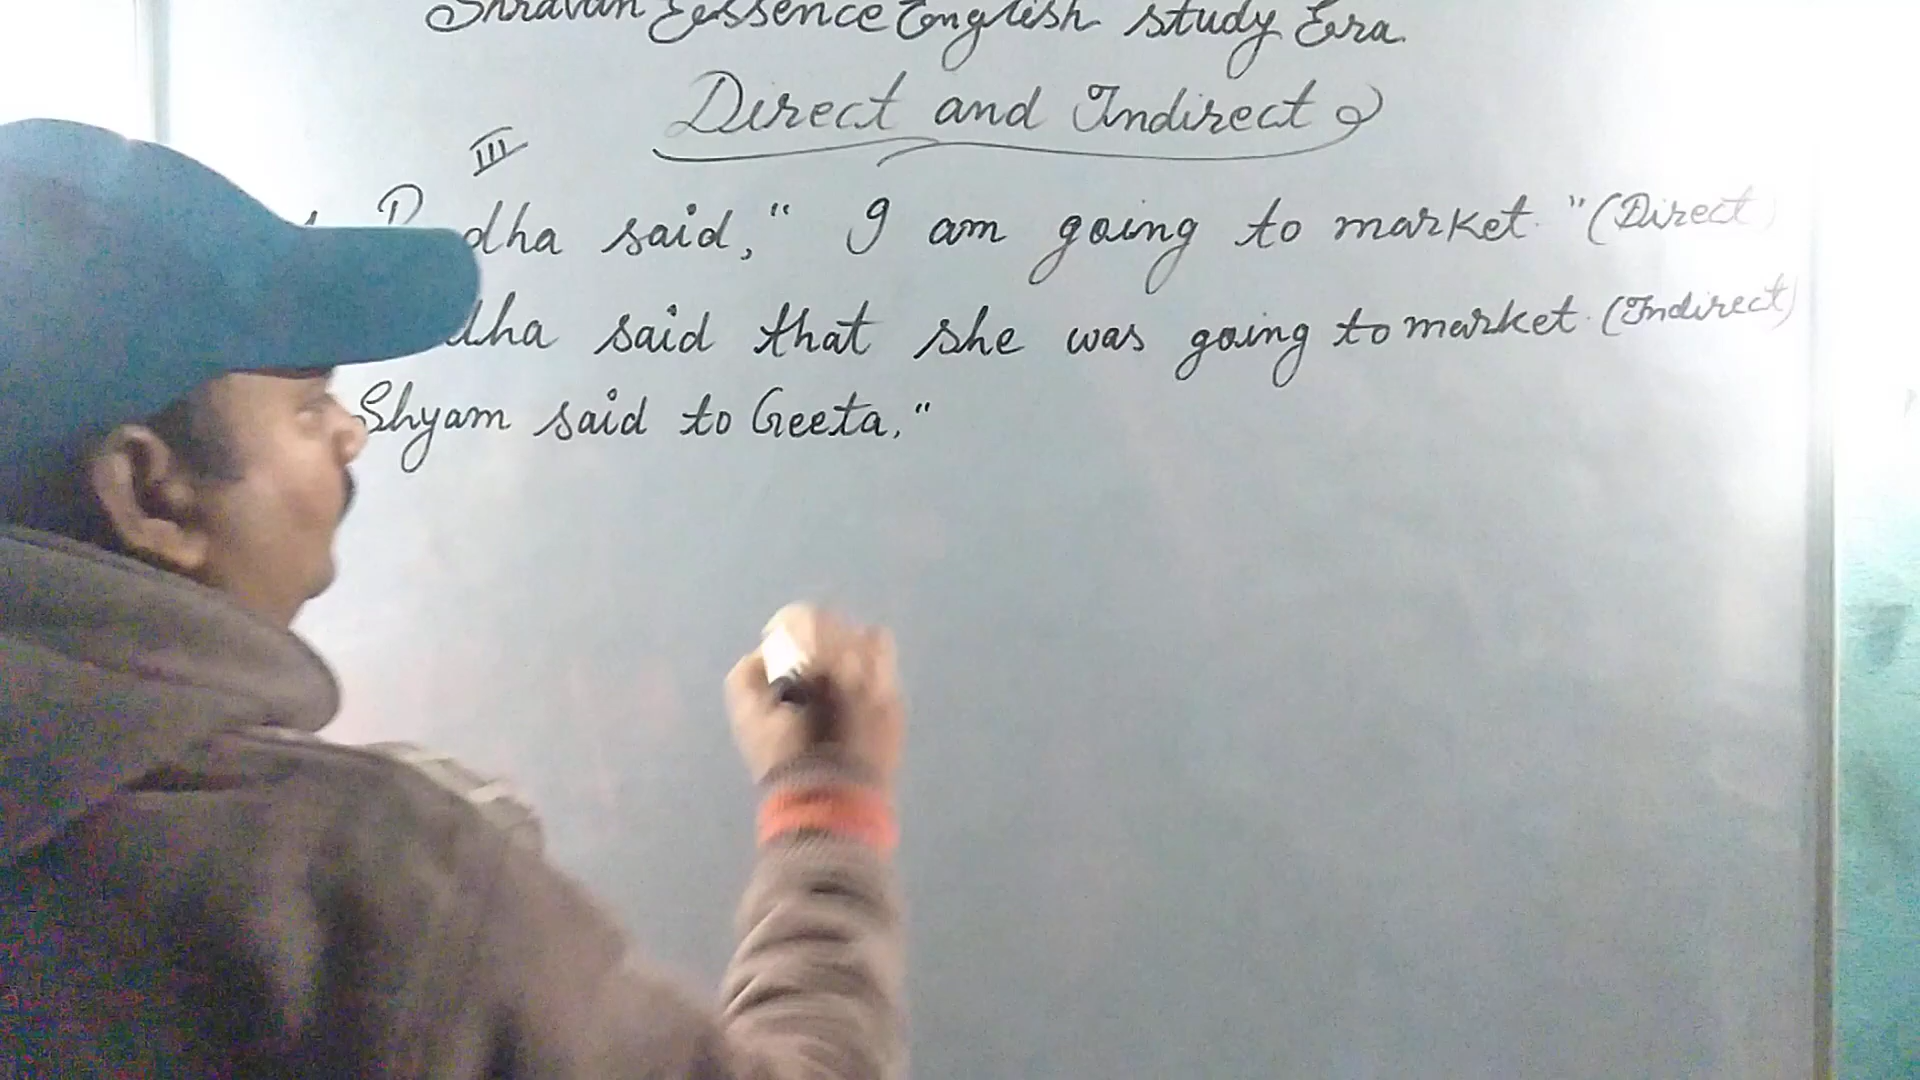 Shravan Eessence English study Era
Direct and Indirect
III
Radha said, " I am going to market. " (Direct)
said that she was going to market. (Indirect)
Shyam said to Geeta, "